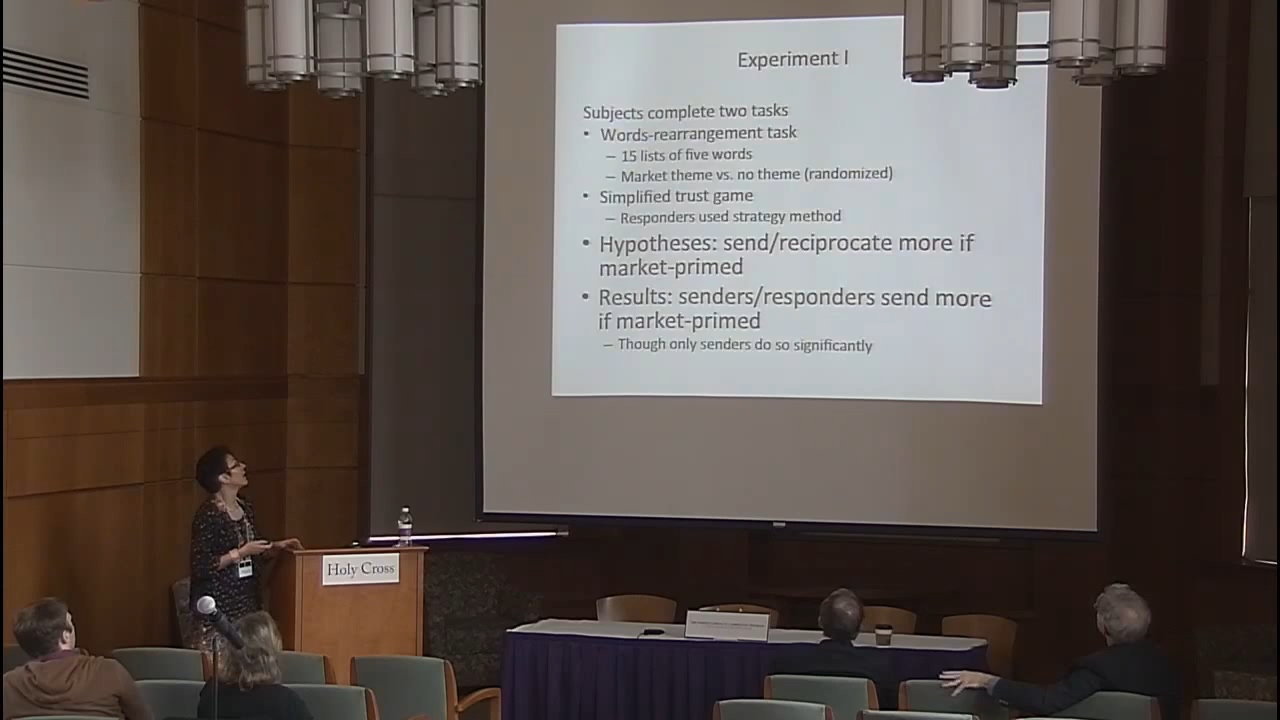 Experiment I
Subjects complete two tasks
• Words-rearrangement task
– 15 lists of five words
– Market theme vs. no theme (randomized)
• Simplified trust game
– Responders used strategy method
• Hypotheses: send/reciprocate more if
market-primed
• Results: senders/responders send more
if market-primed
– Though only senders do so significantly
Holy Cross